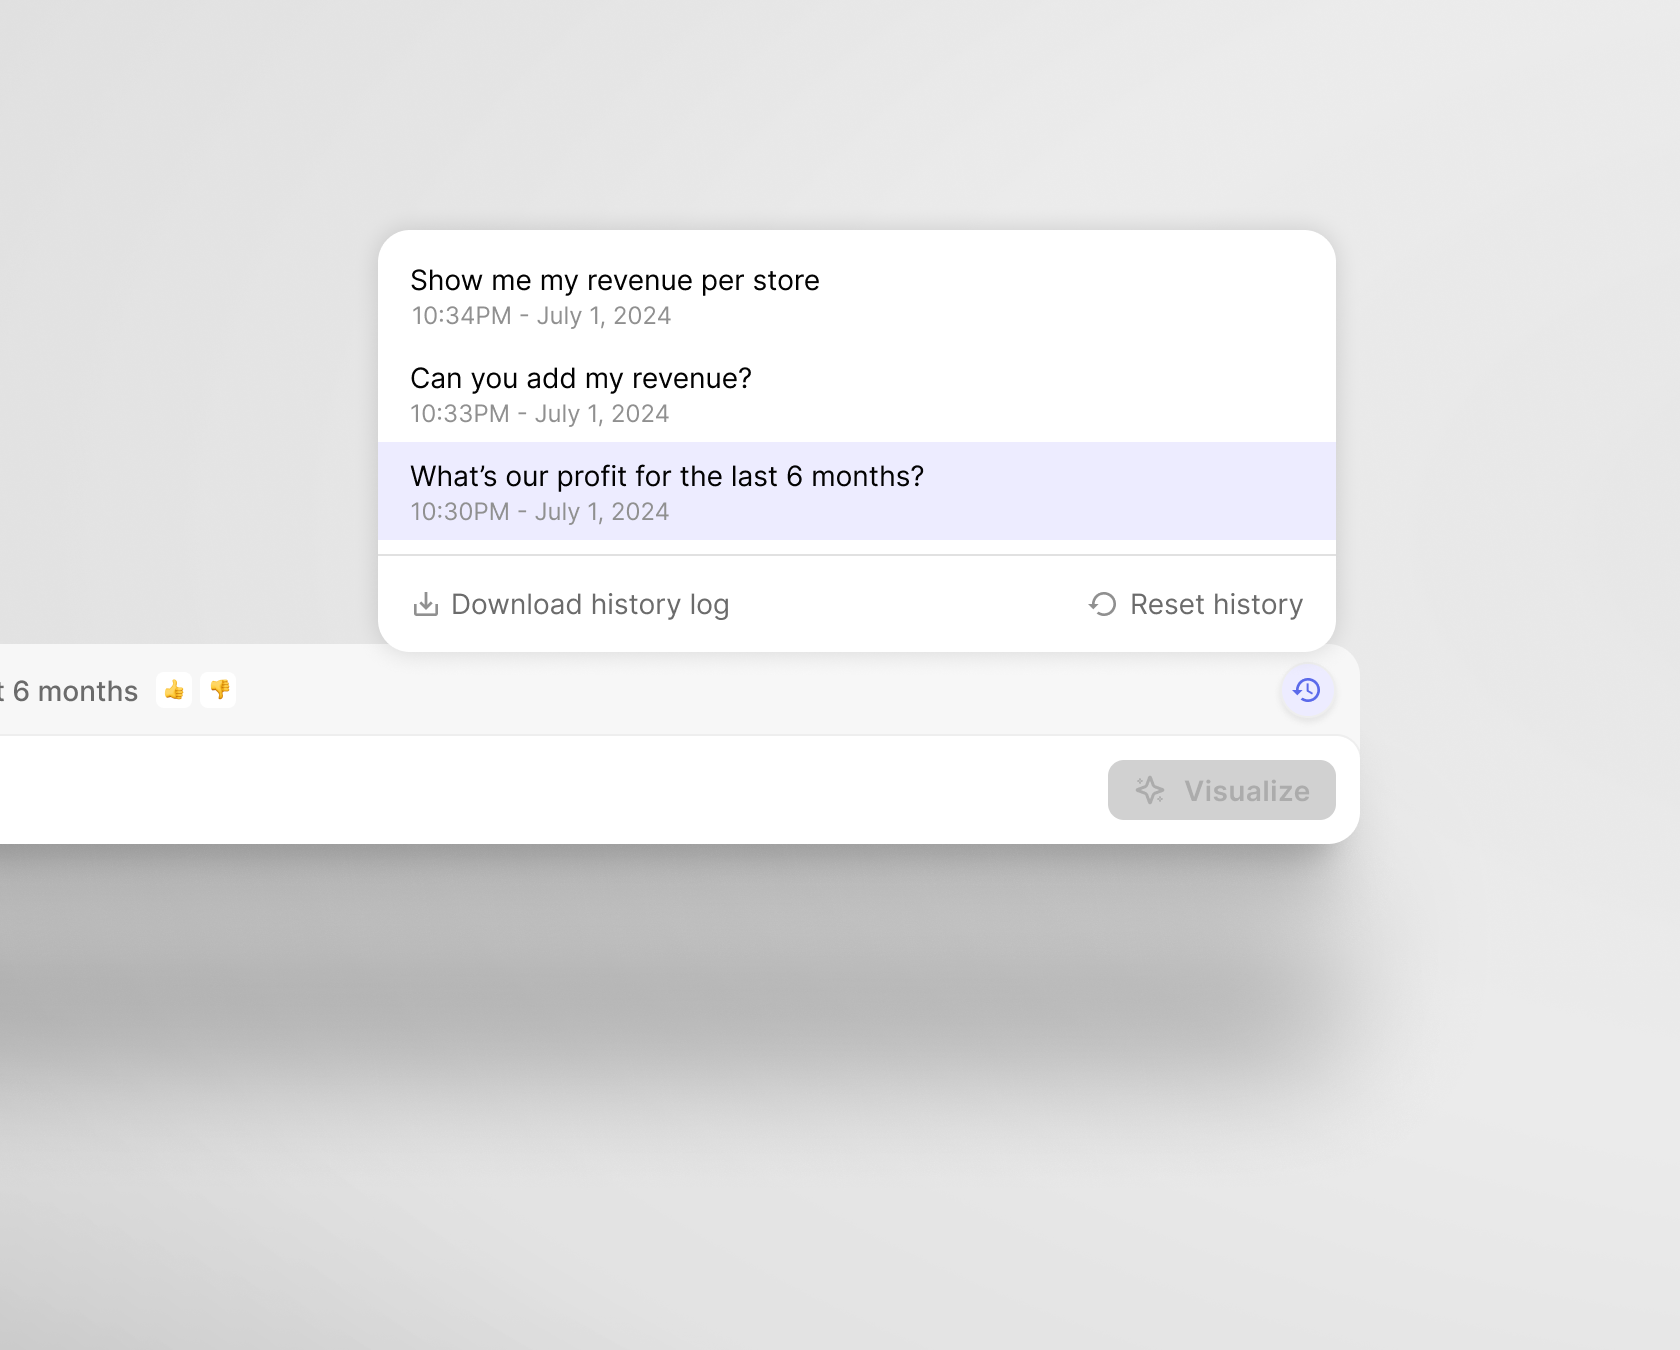 Show me my revenue per store
10:34PM - July 1, 2024
Can you add my revenue?
10:33PM - July 1, 2024
What’s our profit for the last 6 months?
10:30PM - July 1, 2024
Download history log
Reset history
6 months
Visualize